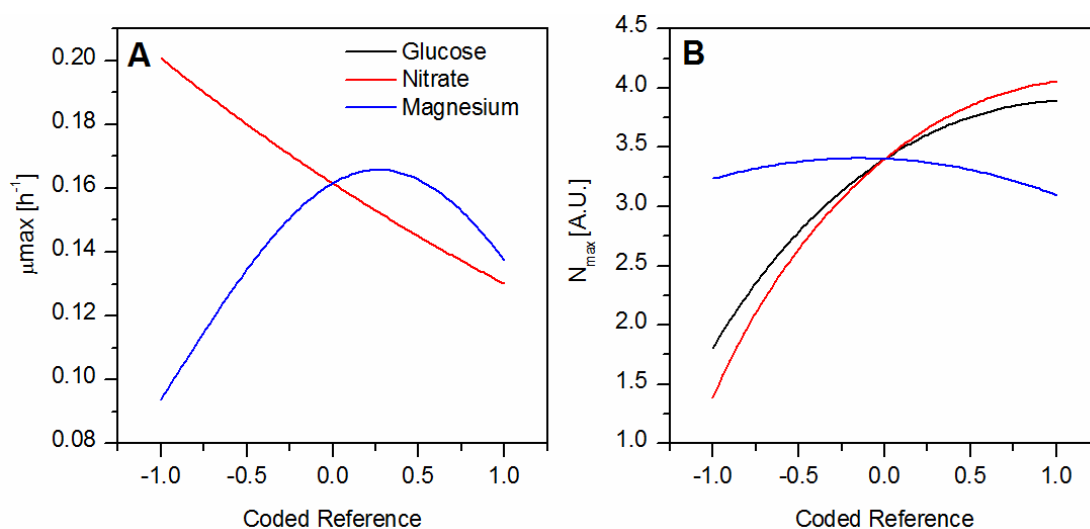 A
Glucose
Nitrate
Magnesium
0.20
0.18
0.16
0.14
0.12
0.10
0.08
-1.0
-0.5
0.0
0.5
1.0
μmax [h⁻¹]
Coded Reference
B
4.5
4.0
3.5
3.0
2.5
2.0
1.5
1.0
-1.0
-0.5
0.0
0.5
1.0
Nₘₐₓ [A.U.]
Coded Reference